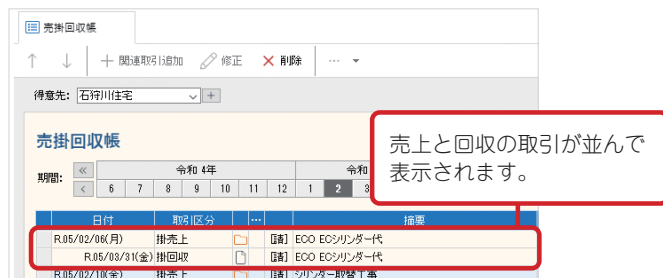 売掛回収帳
↑ ↓ + 関連取引追加 修正 × 削除 … ▼
得意先: 石狩川住宅 +
売掛回収帳
売上と回収の取引が並んで
表示されます。
期間: << 令和 4年 令和
< 6 7 8 9 10 11 12 1 2 3
日付 取引区分 … 摘要
R.05/02/06(月) 掛売上 [諸] ECO ECシリンダー代
R.05/03/31(金) 掛回収 [諸] ECO ECシリンダー代
R.05/02/10(金) 掛売上 [諸] シリンダー取替工事